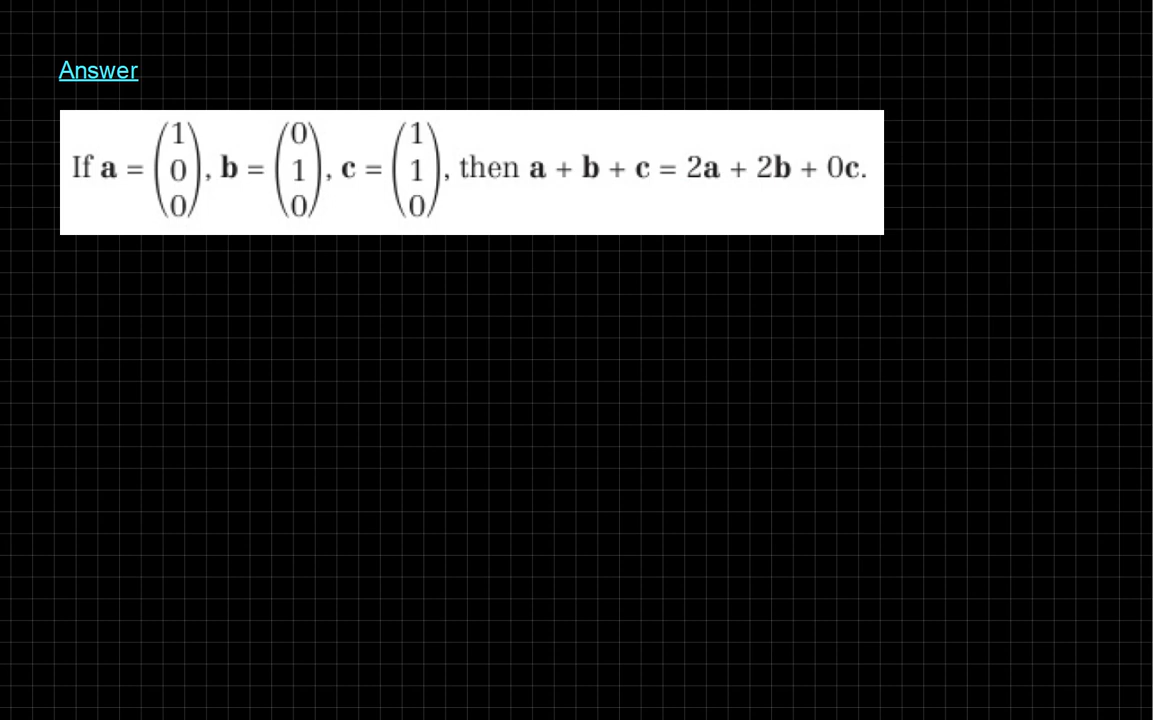 Answer
If a = (1 0 0), b = (0 1 0), c = (1 1 0), then a + b + c = 2a + 2b + 0c.